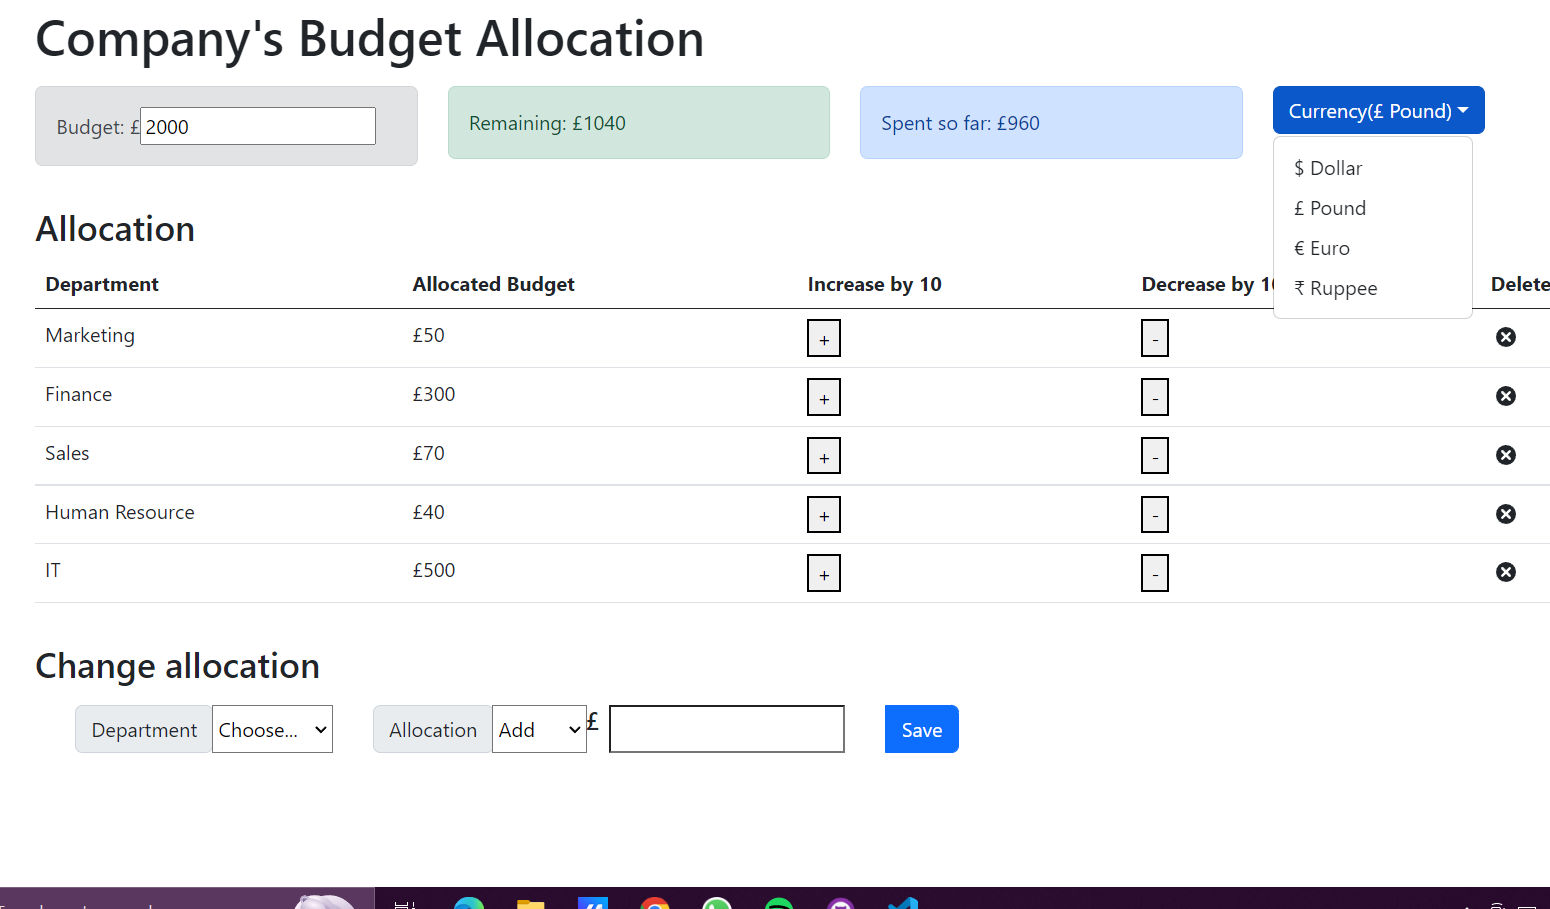 Company's Budget Allocation
Budget: £ 2000
Remaining: £1040
Spent so far: £960
Currency(£ Pound)
$ Dollar
£ Pound
€ Euro
₹ Ruppee
Allocation
Department Allocated Budget Increase by 10 Decrease by 10 Delete
Marketing £50 + -
Finance £300 + -
Sales £70 + -
Human Resource £40 + -
IT £500 + -
Change allocation
Department Choose... Allocation Add £ Save